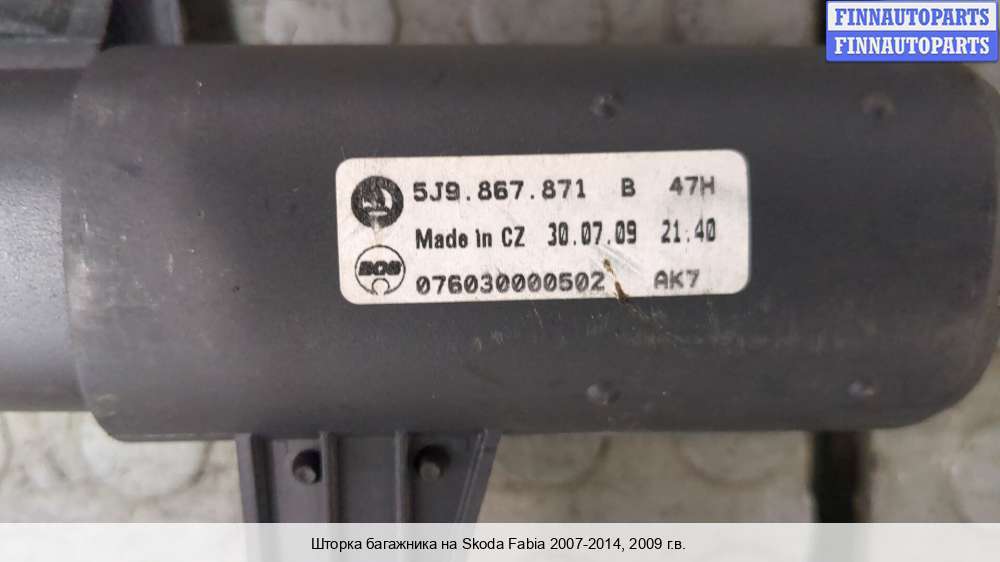 FINNAUTOPARTS
FINNAUTOPARTS
5J9.867.871 B 47H
Made in CZ 30.07.09 21.40
BOS
076030000502 AK7
Шторка багажника на Skoda Fabia 2007-2014, 2009 г.в.